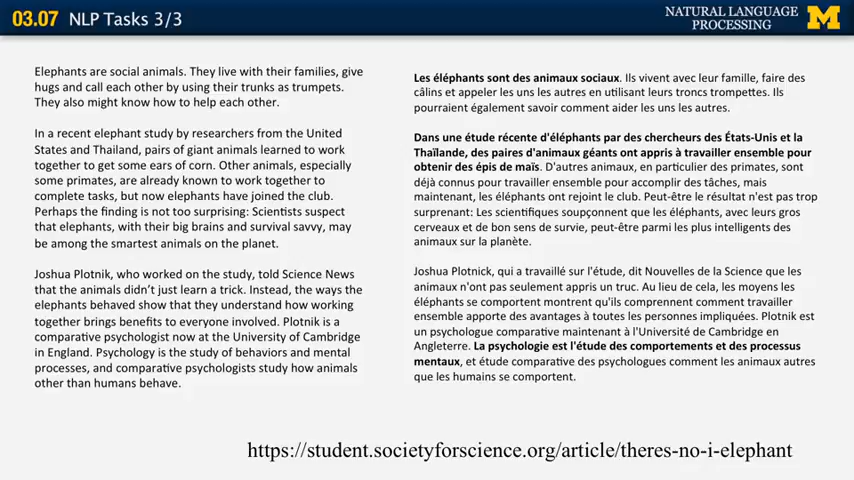 03.07 NLP Tasks 3/3
NATURAL LANGUAGE
PROCESSING
M
Elephants are social animals. They live with their families, give
hugs and call each other by using their trunks as trumpets.
They also might know how to help each other.
In a recent elephant study by researchers from the United
States and Thailand, pairs of giant animals learned to work
together to get some ears of corn. Other animals, especially
some primates, are already known to work together to
complete tasks, but now elephants have joined the club.
Perhaps the finding is not too surprising: Scientists suspect
that elephants, with their big brains and survival savvy, may
be among the smartest animals on the planet.
Joshua Plotnik, who worked on the study, told Science News
that the animals didn't just learn a trick. Instead, the ways the
elephants behaved show that they understand how working
together brings benefits to everyone involved. Plotnik is a
comparative psychologist now at the University of Cambridge
in England. Psychology is the study of behaviors and mental
processes, and comparative psychologists study how animals
other than humans behave.
Les éléphants sont des animaux sociaux. Ils vivent avec leur famille, faire des
câlins et appeler les uns les autres en utilisant leurs troncs trompettes. Ils
pourraient également savoir comment aider les uns les autres.
Dans une étude récente d'éléphants par des chercheurs des États-Unis et la
Thaïlande, des paires d'animaux géants ont appris à travailler ensemble pour
obtenir des épis de maïs. D'autres animaux, en particulier des primates, sont
déjà connus pour travailler ensemble pour accomplir des tâches, mais
maintenant, les éléphants ont rejoint le club. Peut-être le résultat n'est pas trop
surprenant: Les scientifiques soupçonnent que les éléphants, avec leurs gros
cerveaux et de bon sens de survie, peut-être parmi les plus intelligents des
animaux sur la planète.
Joshua Plotnick, qui a travaillé sur l'étude, dit Nouvelles de la Science que les
animaux n'ont pas seulement appris un truc. Au lieu de cela, les moyens les
éléphants se comportent montrent qu'ils comprennent comment travailler
ensemble apporte des avantages à toutes les personnes impliquées. Plotnik est
un psychologue comparative maintenant à l'Université de Cambridge en
Angleterre. La psychologie est l'étude des comportements et des processus
mentaux, et étude comparative des psychologues comment les animaux autres
que les humains se comportent.
https://student.societyforscience.org/article/theres-no-i-elephant